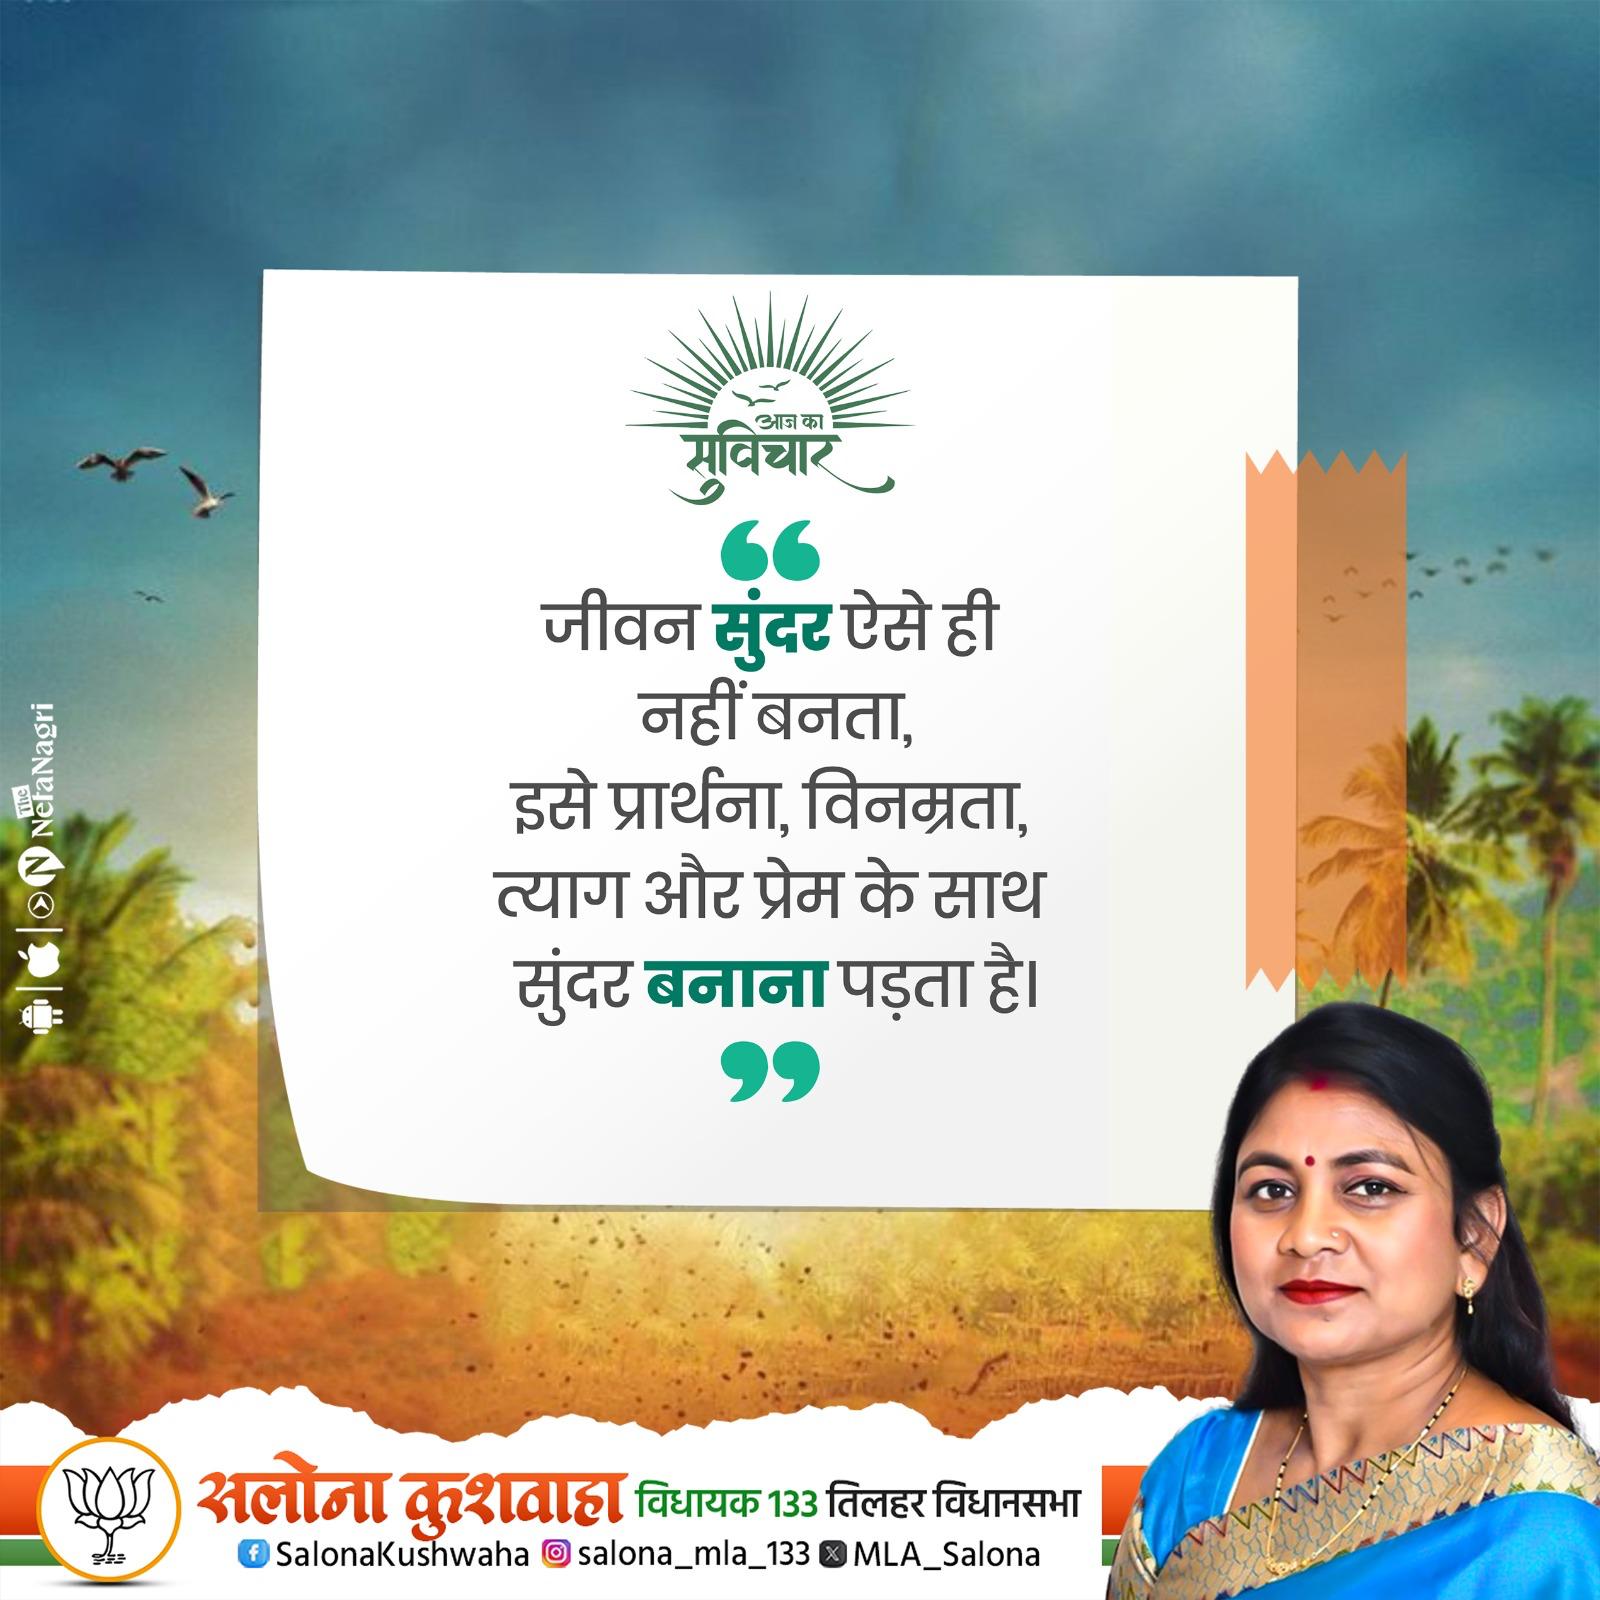 आज का
सुविचार
“
जीवन सुंदर ऐसे ही
नहीं बनता,
इसे प्रार्थना, विनम्रता,
त्याग और प्रेम के साथ
सुंदर बनाना पड़ता है।
”
The
NetaNagri
सलोना कुशवाहा विधायक 133 तिलहर विधानसभा
SalonaKushwaha salona_mla_133 MLA_Salona